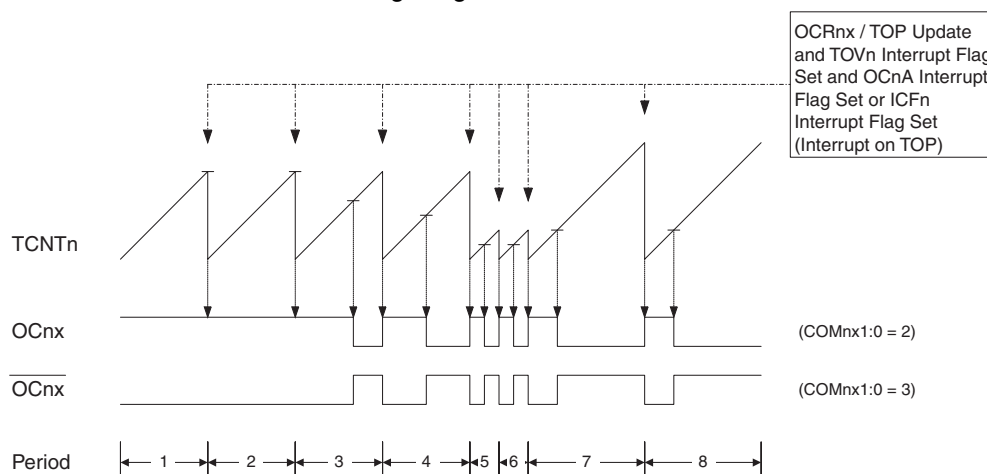 OCRnx / TOP Update
and TOVn Interrupt Flag
Set and OCnA Interrupt
Flag Set or ICFn
Interrupt Flag Set
(Interrupt on TOP)
TCNTn
OCnx
(COMnx1:0 = 2)
OCnx
(COMnx1:0 = 3)
Period
1
2
3
4
5
6
7
8